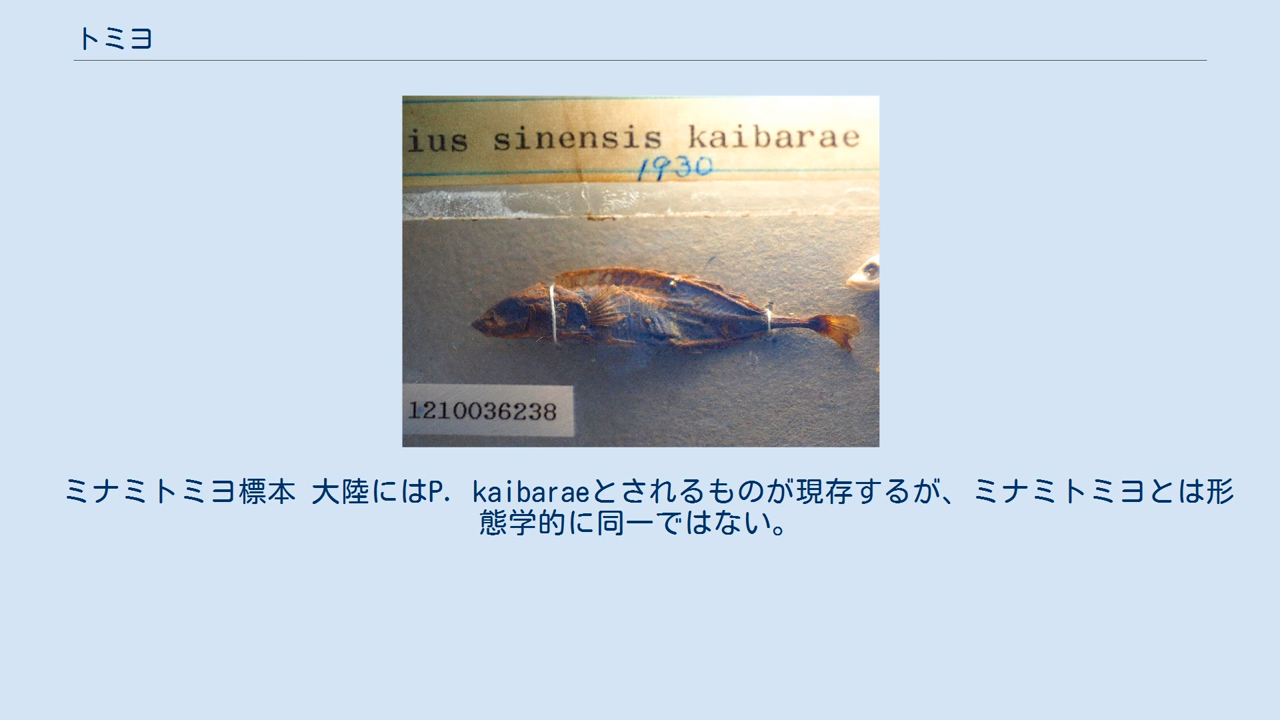 トミヨ
ius sinensis kaibarae
1930
1210036238
ミナミトミヨ標本 大陸にはP. kaibaraeとされるものが現存するが、ミナミトミヨとは形
態学的に同一ではない。